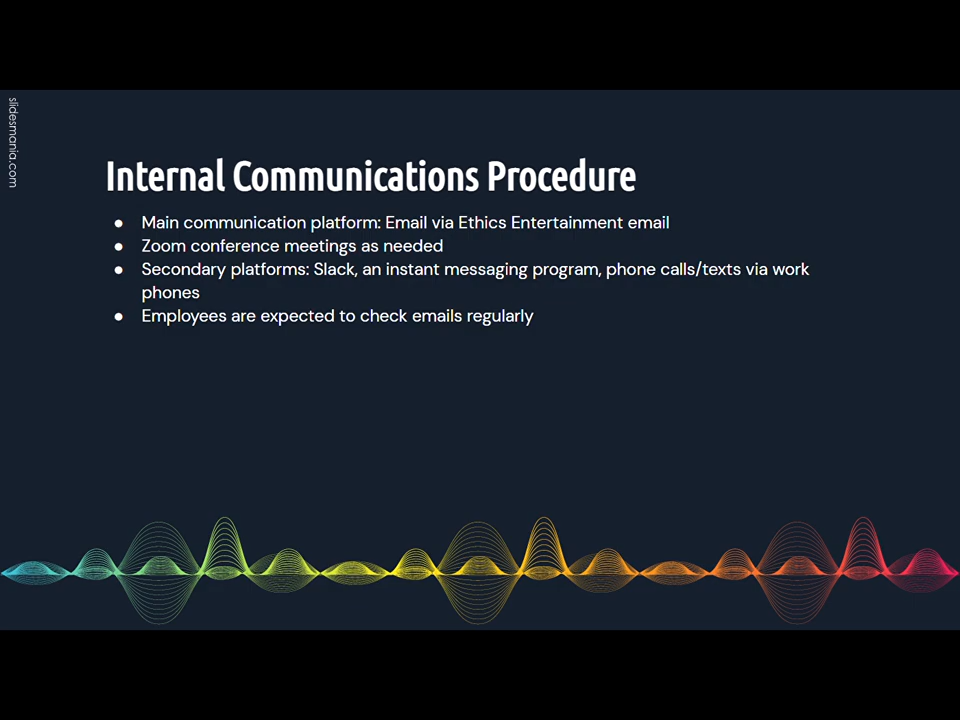 slidesmania.com
Internal Communications Procedure
● Main communication platform: Email via Ethics Entertainment email
● Zoom conference meetings as needed
● Secondary platforms: Slack, an instant messaging program, phone calls/texts via work
phones
● Employees are expected to check emails regularly